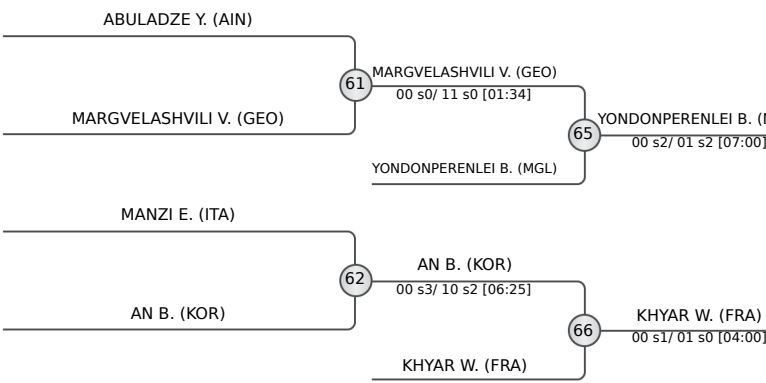 ABULADZE Y. (AIN)
61
MARGVELASHVILI V. (GEO)
00 s0/ 11 s0 [01:34]
MARGVELASHVILI V. (GEO)
65
YONDONPERENLEI B. (
00 s2/ 01 s2 [07:00]
YONDONPERENLEI B. (MGL)
MANZI E. (ITA)
62
AN B. (KOR)
00 s3/ 10 s2 [06:25]
AN B. (KOR)
66
KHYAR W. (FRA)
00 s1/ 01 s0 [04:00]
KHYAR W. (FRA)